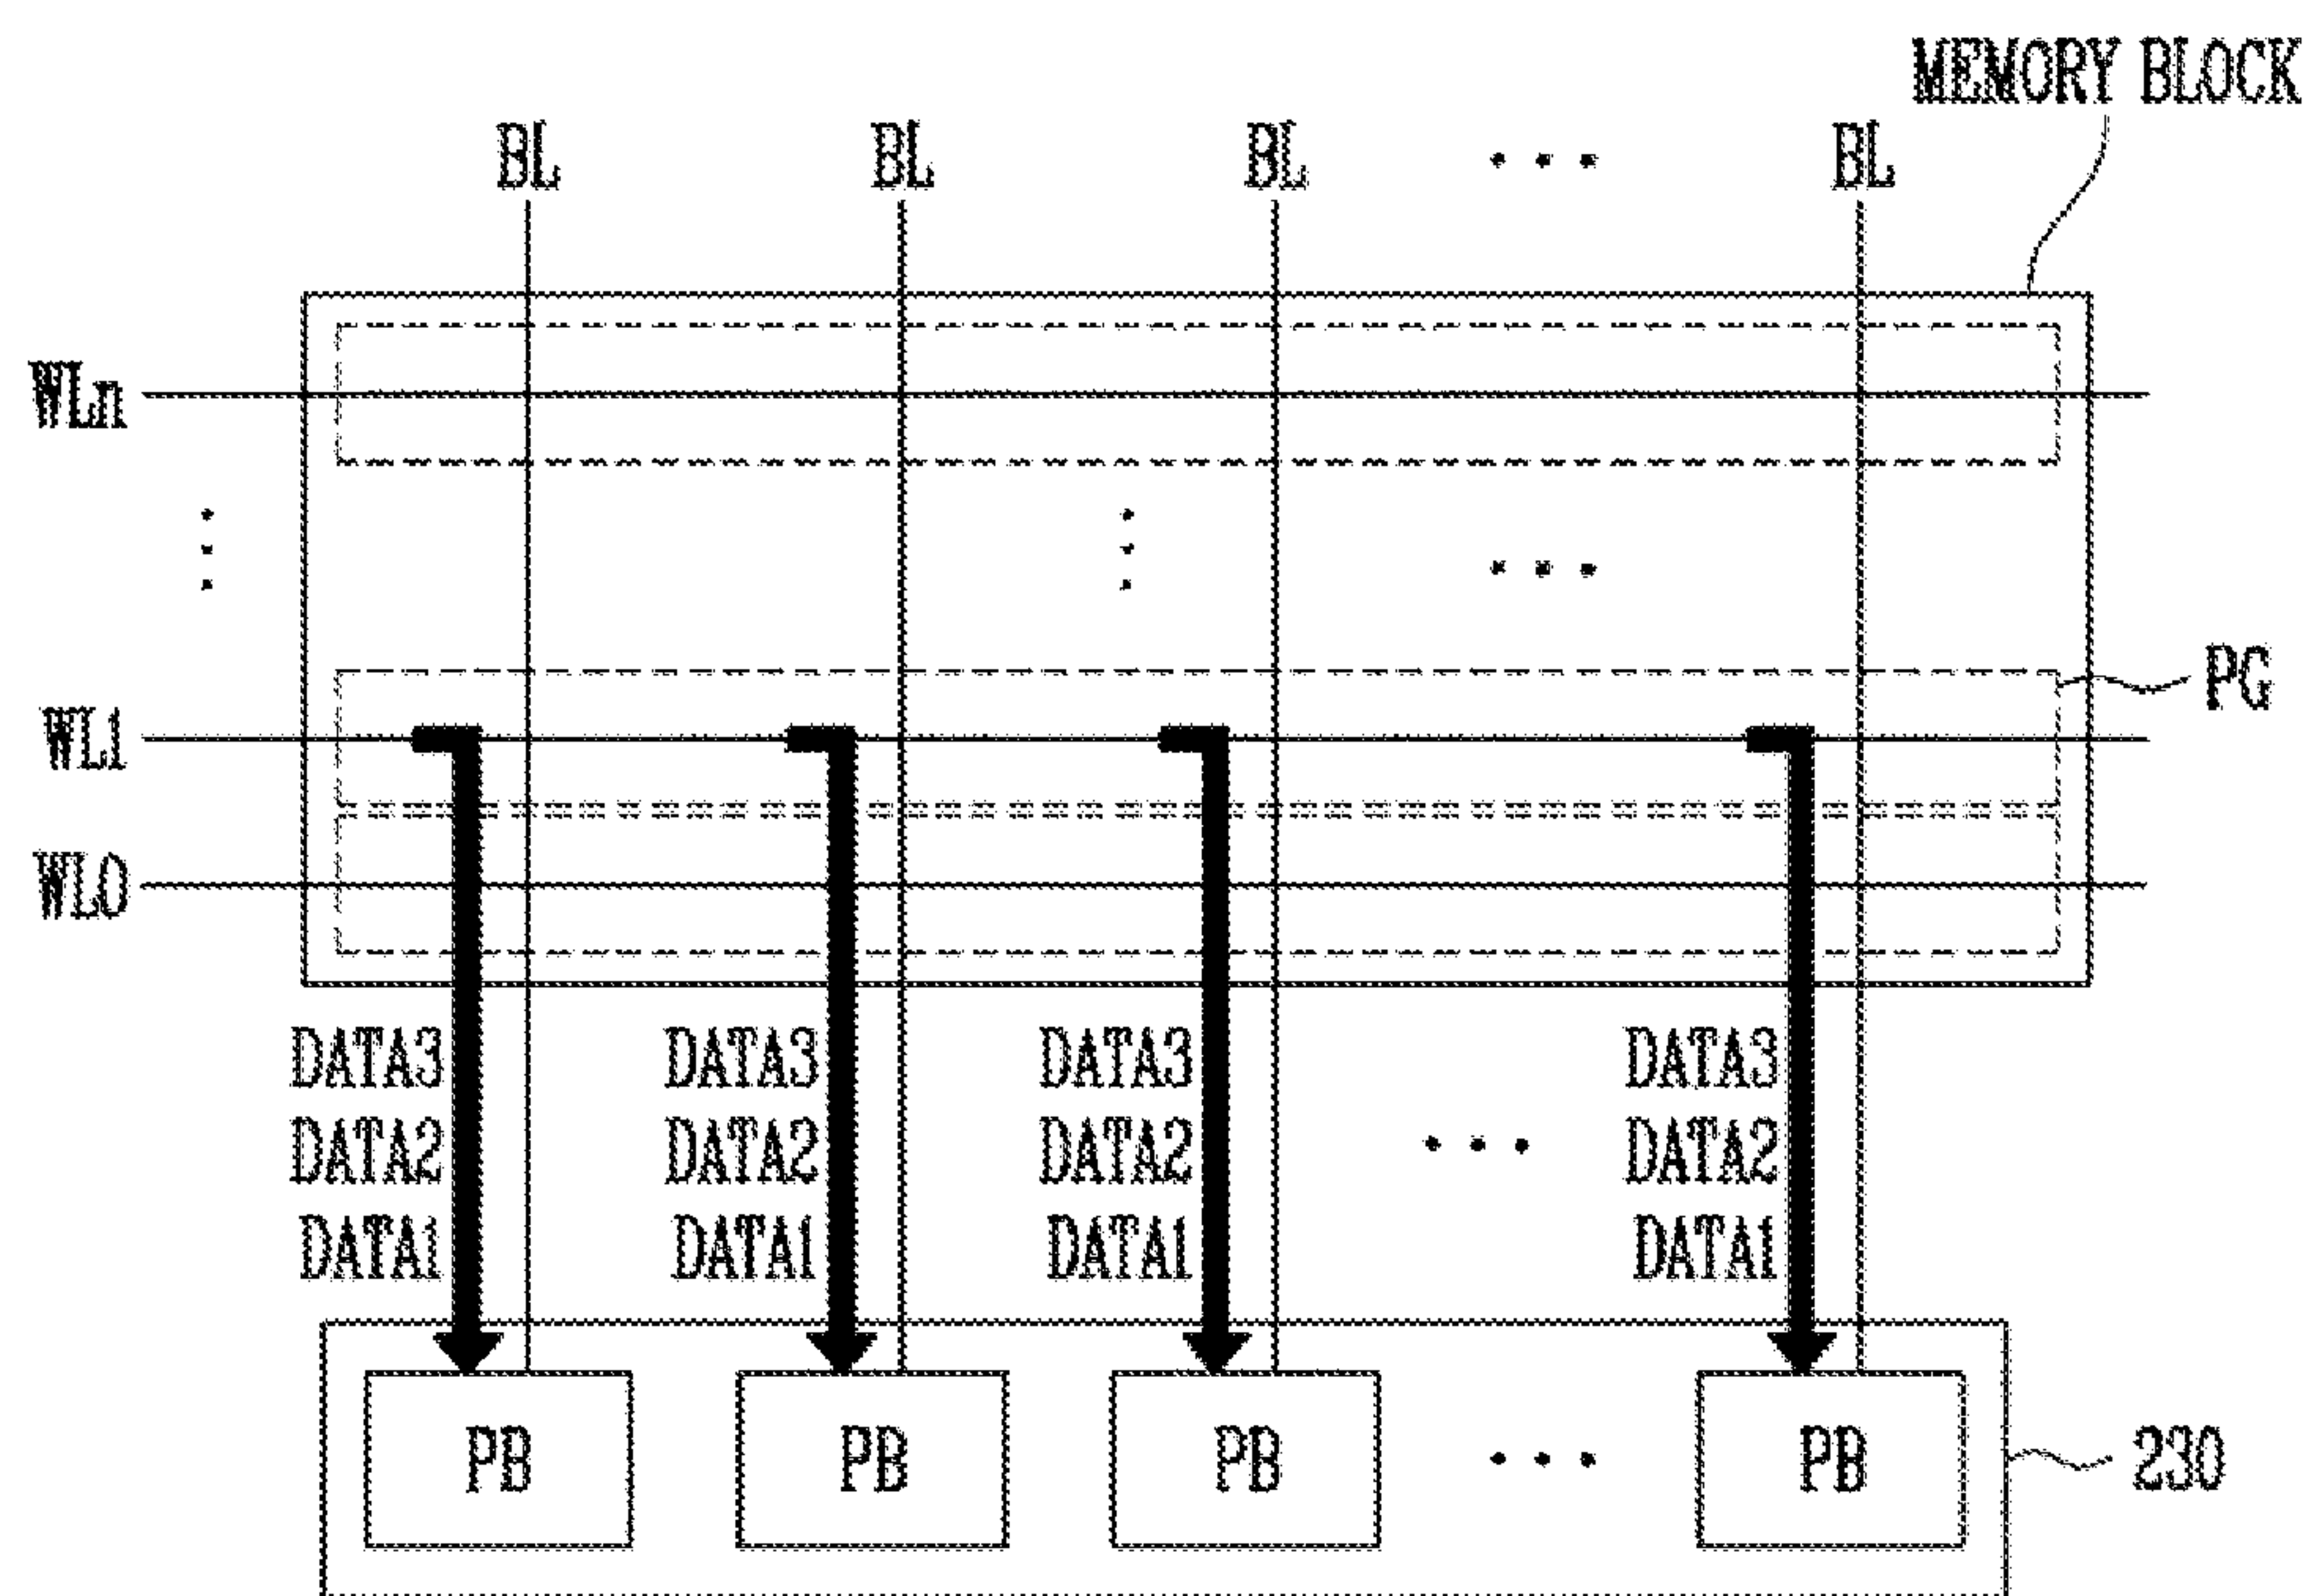 MEMORY BLOCK
BL BL BL ... BL
WLn
PG
WL1
WL0
DATA3 DATA3 DATA3 DATA3
DATA2 DATA2 DATA2 ... DATA2
DATA1 DATA1 DATA1 DATA1
PB PB PB ... PB
230